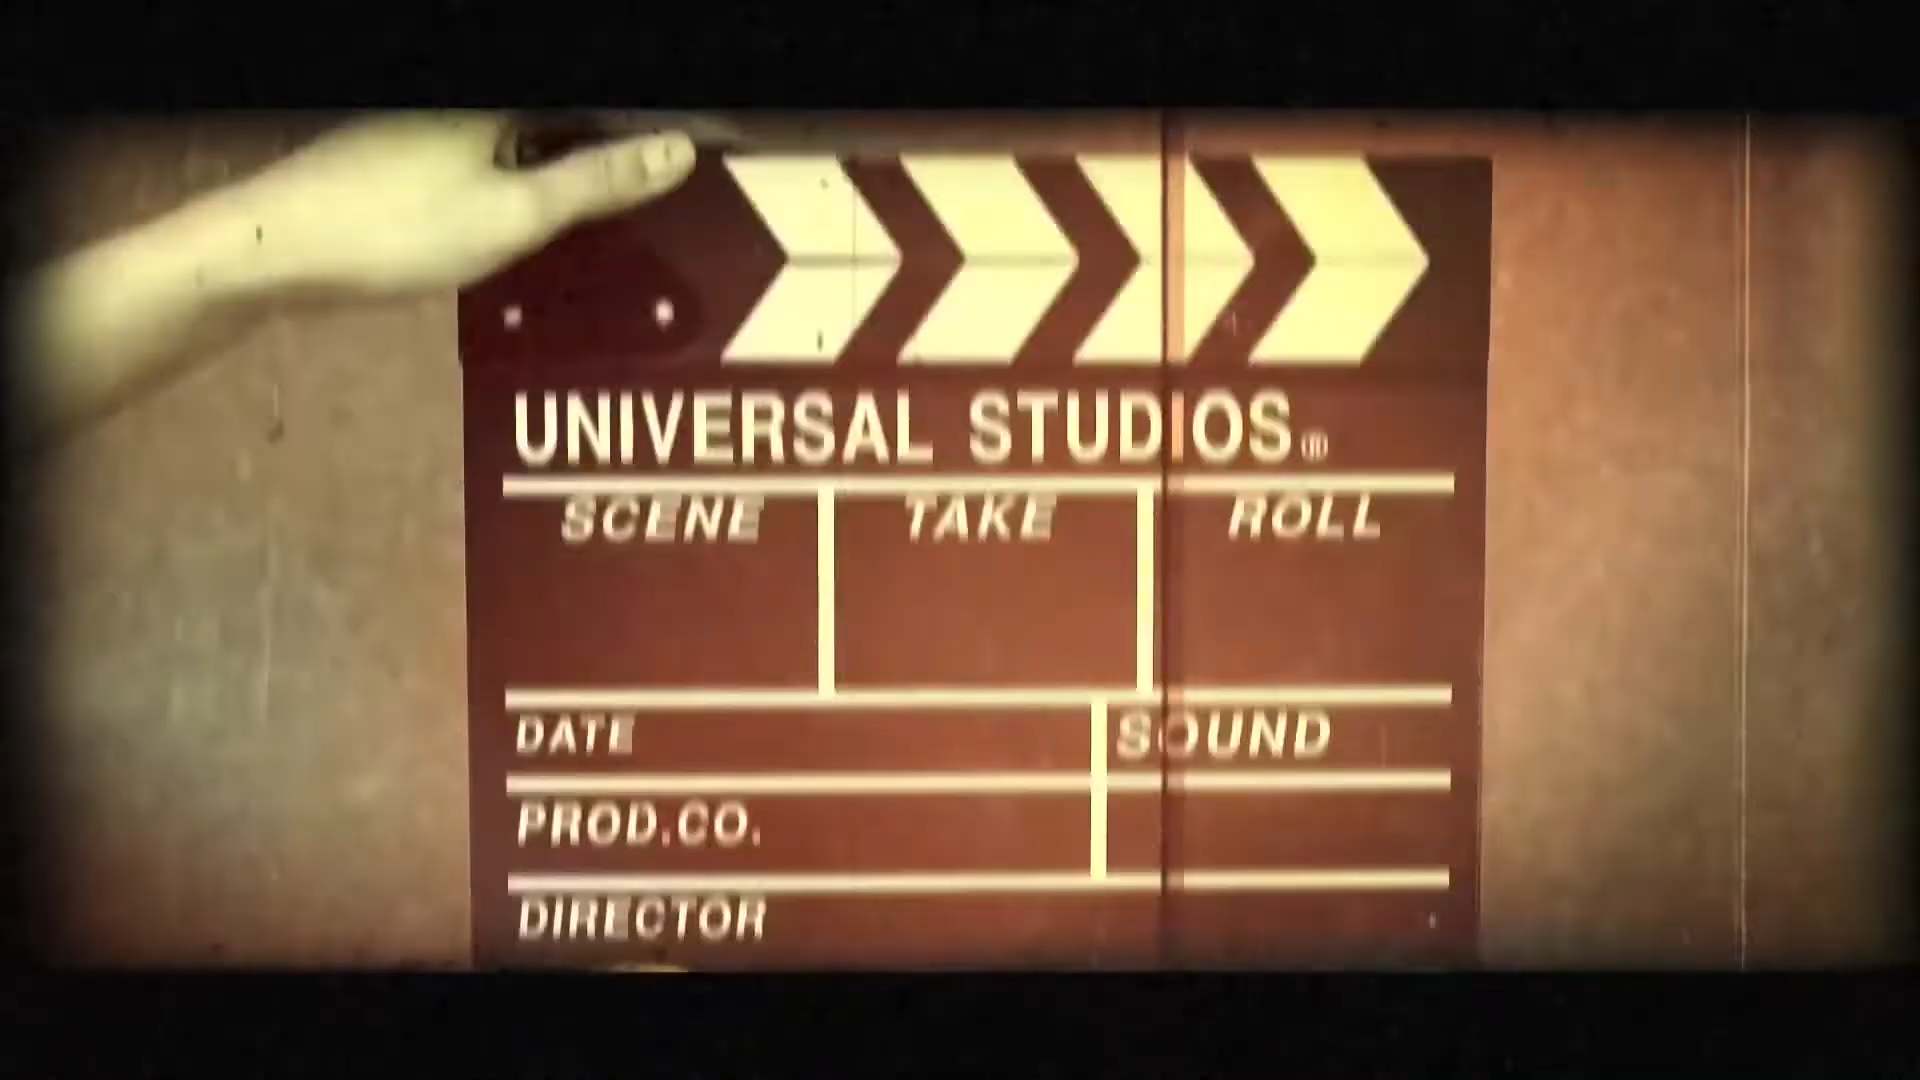 UNIVERSAL STUDIOS®
SCENE TAKE ROLL
DATE SOUND
PROD.CO.
DIRECTOR